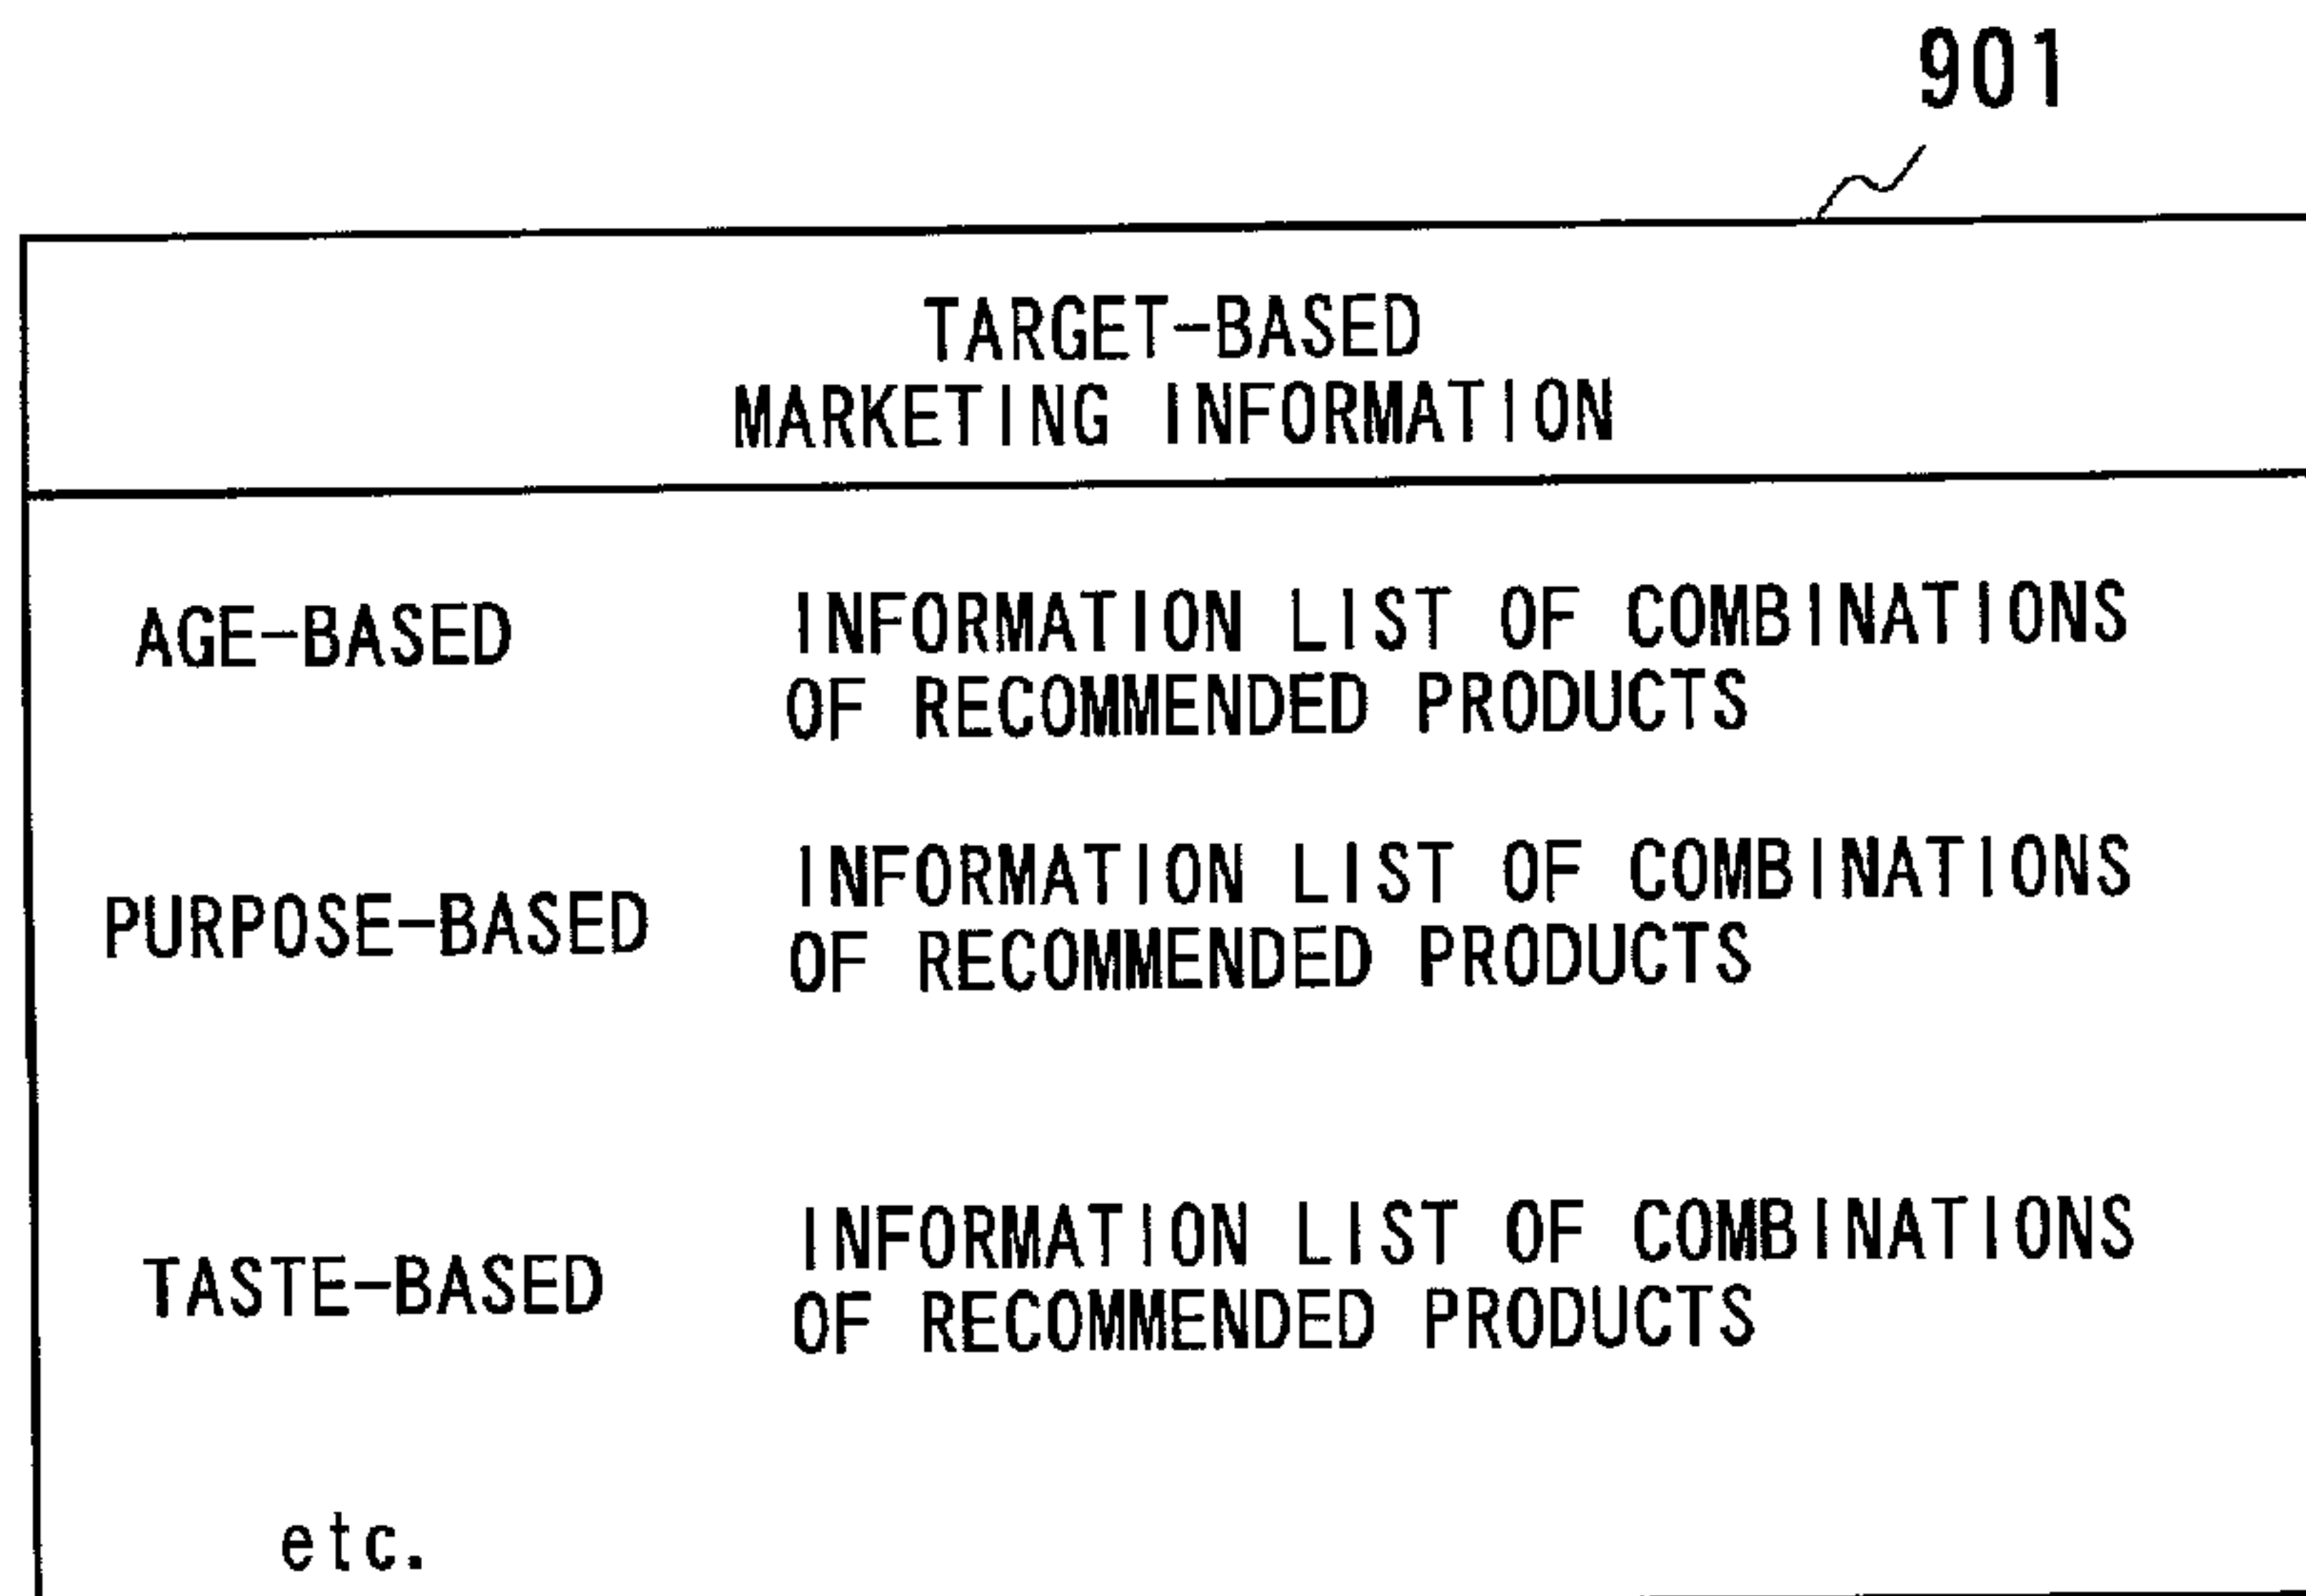 901
TARGET-BASED
MARKETING INFORMATION
AGE-BASED
INFORMATION LIST OF COMBINATIONS
OF RECOMMENDED PRODUCTS
PURPOSE-BASED
INFORMATION LIST OF COMBINATIONS
OF RECOMMENDED PRODUCTS
TASTE-BASED
INFORMATION LIST OF COMBINATIONS
OF RECOMMENDED PRODUCTS
etc.